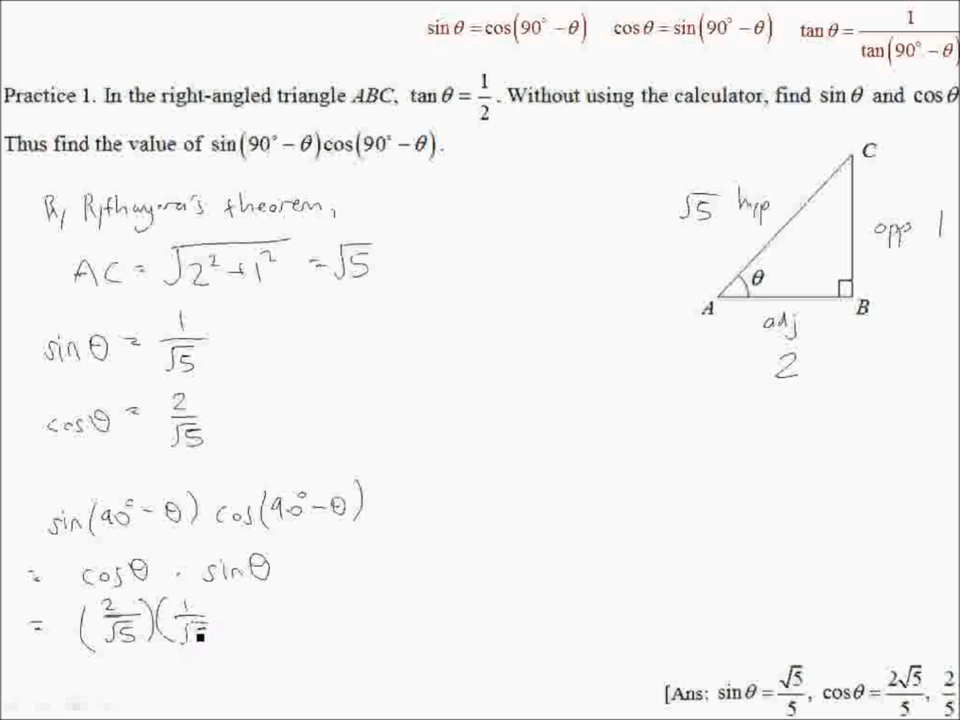 sin θ = cos(90° − θ)   cos θ = sin(90° − θ)   tan θ = 1/tan(90° − θ)
Practice 1. In the right-angled triangle ABC, tan θ = 1/2. Without using the calculator, find sin θ and cos θ
Thus find the value of sin(90° − θ)cos(90° − θ).
By Pythagora's theorem,
AC = √(2² + 1²) = √5
sin θ = 1/√5
cos θ = 2/√5
sin(90° − θ) cos(90° − θ)
= cos θ . sin θ
= (2/√5)(1/√5
C
√5 hyp
opp 1
θ
A
B
adj
2
[Ans: sin θ = √5/5, cos θ = 2√5/5, 2/5